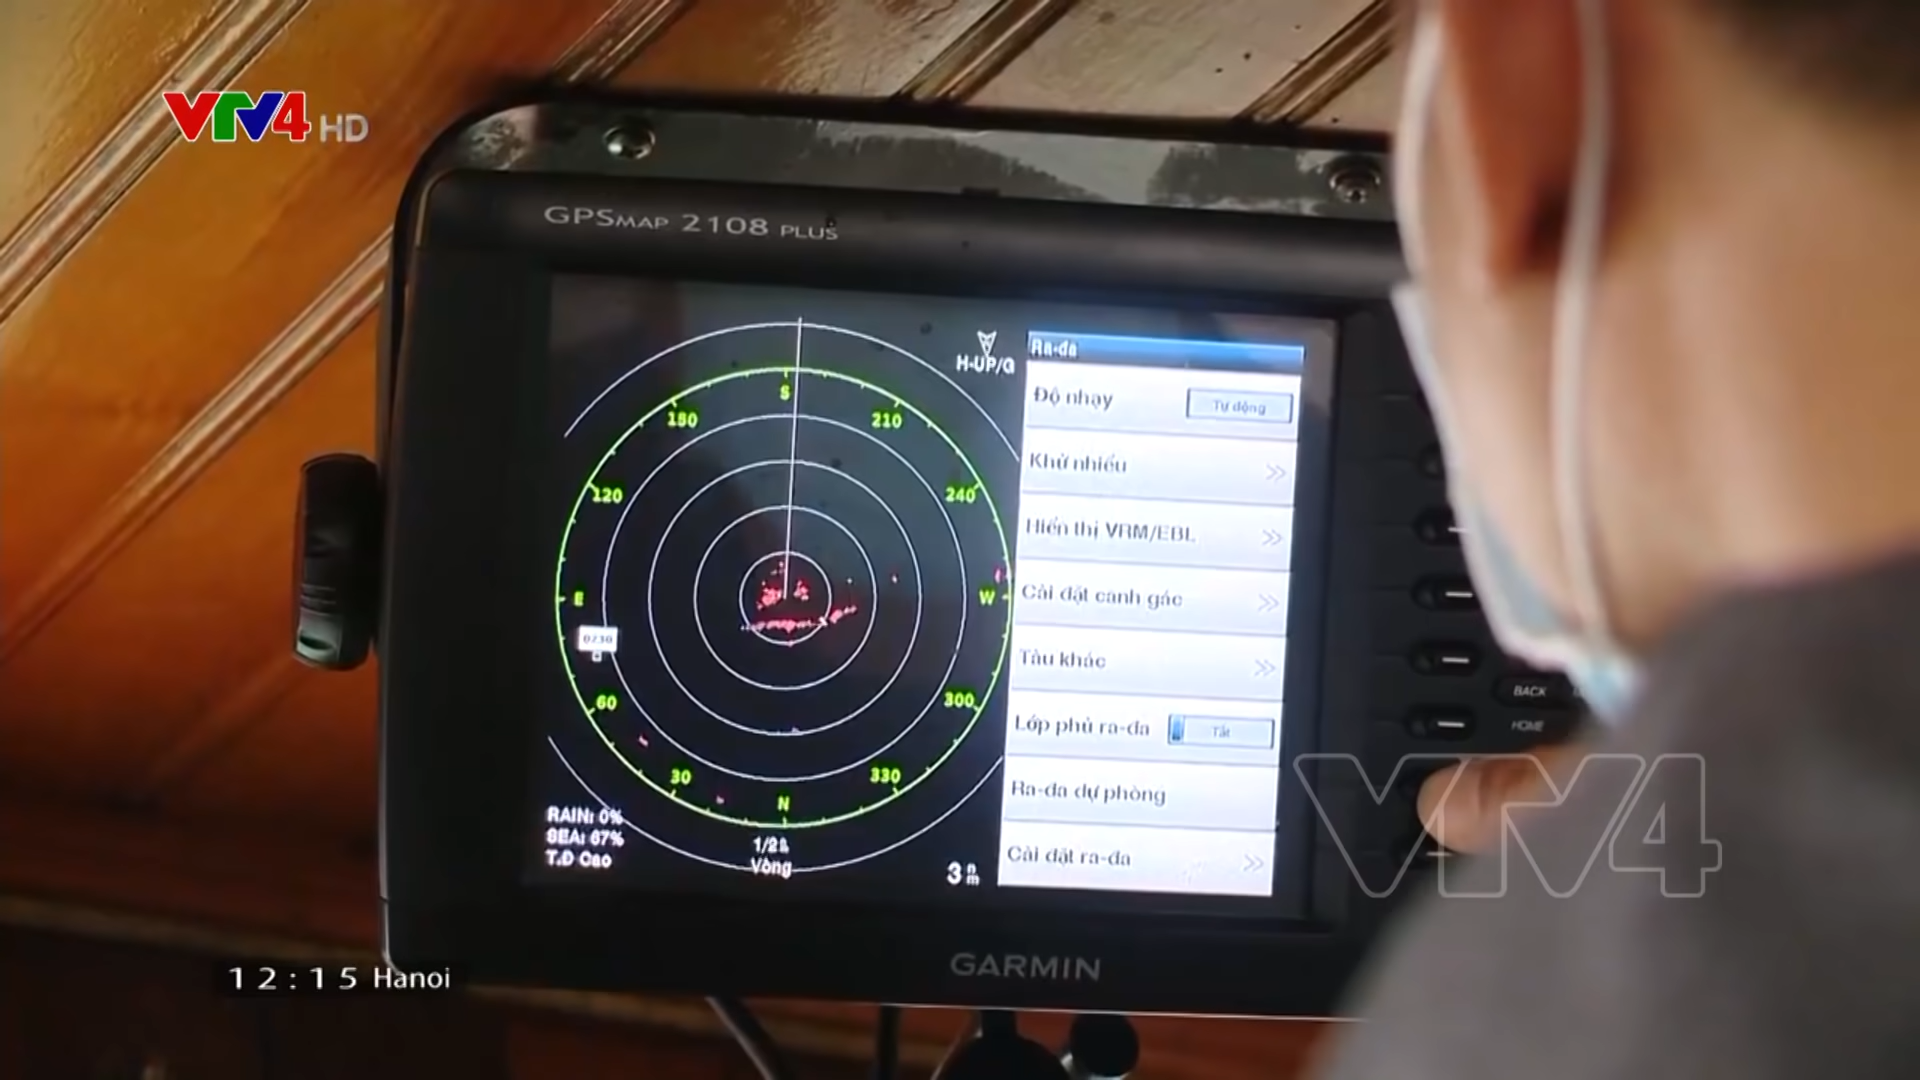 VTV4 HD
GPSMAP 2108 PLUS
H-UP/G
S
150
210
120
240
E
W
0730
60
300
30
330
N
RAIN: 0%
SEA: 67%
T.D Cao
Vòng
3 nm
Ra-đa
Độ nhạy
Tự động
Khử nhiễu
Hiển thị VRM/EBL
Cài đặt canh gác
Tàu khác
Lớp phủ ra-đa
Tắt
Ra-đa dự phòng
Cài đặt ra-đa
BACK
HOME
VTV4
GARMIN
12:15 Hanoi